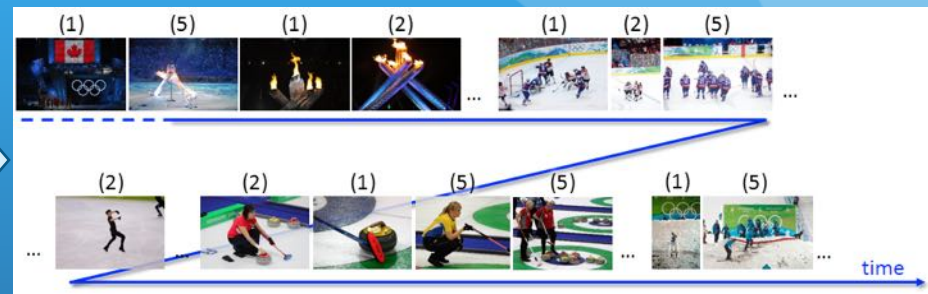 (1) (5) (1) (2) (1) (2) (5)
... ...
(2) (2) (1) (5) (5) (1) (5)
... ... ... ...
time